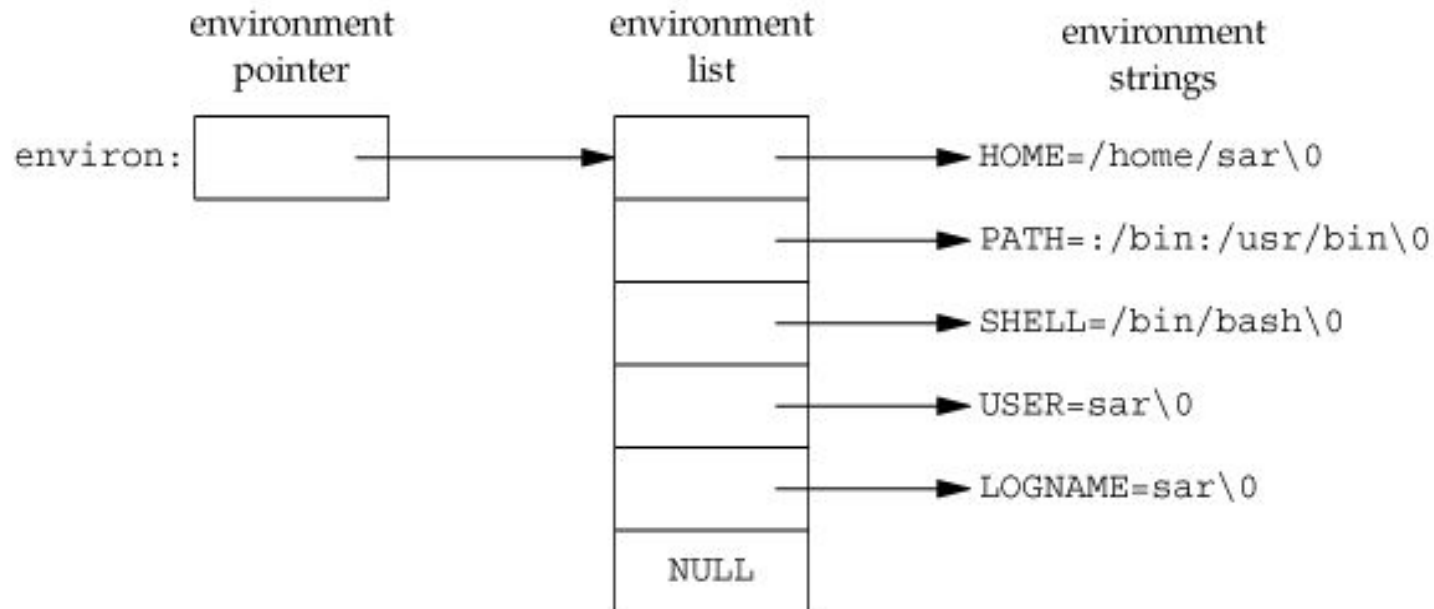 environment
pointer
environment
list
environment
strings
environ:
HOME=/home/sar\0
PATH=:/bin:/usr/bin\0
SHELL=/bin/bash\0
USER=sar\0
LOGNAME=sar\0
NULL